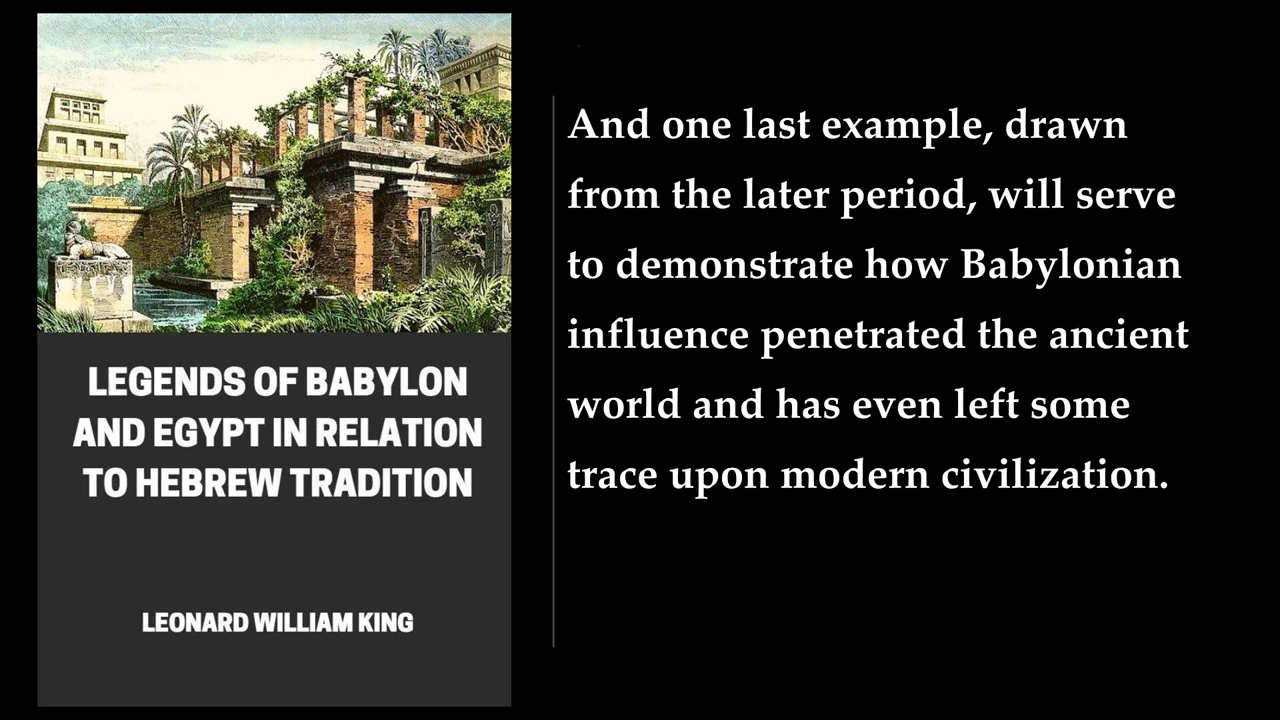 LEGENDS OF BABYLON
AND EGYPT IN RELATION
TO HEBREW TRADITION
LEONARD WILLIAM KING
And one last example, drawn
from the later period, will serve
to demonstrate how Babylonian
influence penetrated the ancient
world and has even left some
trace upon modern civilization.